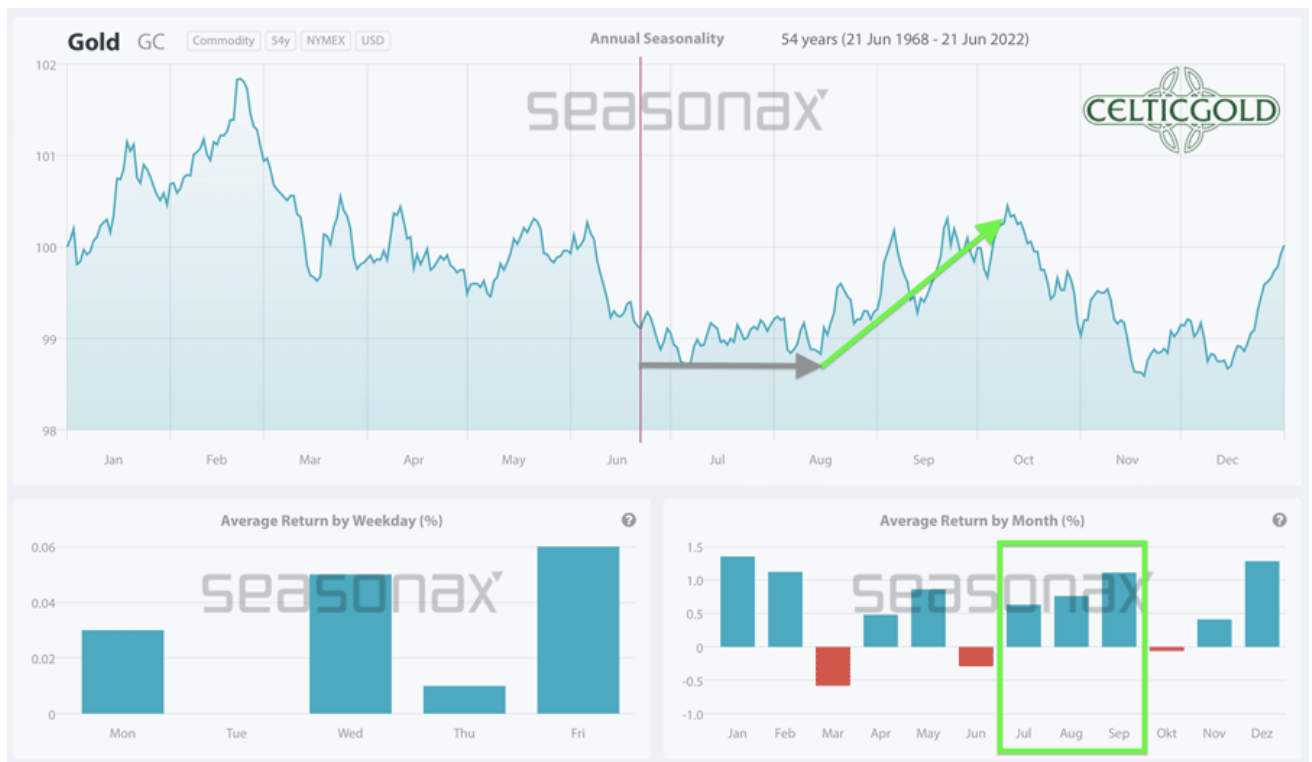 Gold GC Commodity 54y NYMEX USD Annual Seasonality 54 years (21 Jun 1968 - 21 Jun 2022)
seasonax
CELTICGOLD
102
101
100
99
98
Jan Feb Mar Apr May Jun Jul Aug Sep Oct Nov Dec
Average Return by Weekday (%) ?
seasonax
0.06
0.04
0.02
0
Mon Tue Wed Thu Fri
Average Return by Month (%) ?
seasonax
1.5
1.0
0.5
0
-0.5
-1.0
Jan Feb Mar Apr May Jun Jul Aug Sep Okt Nov Dez